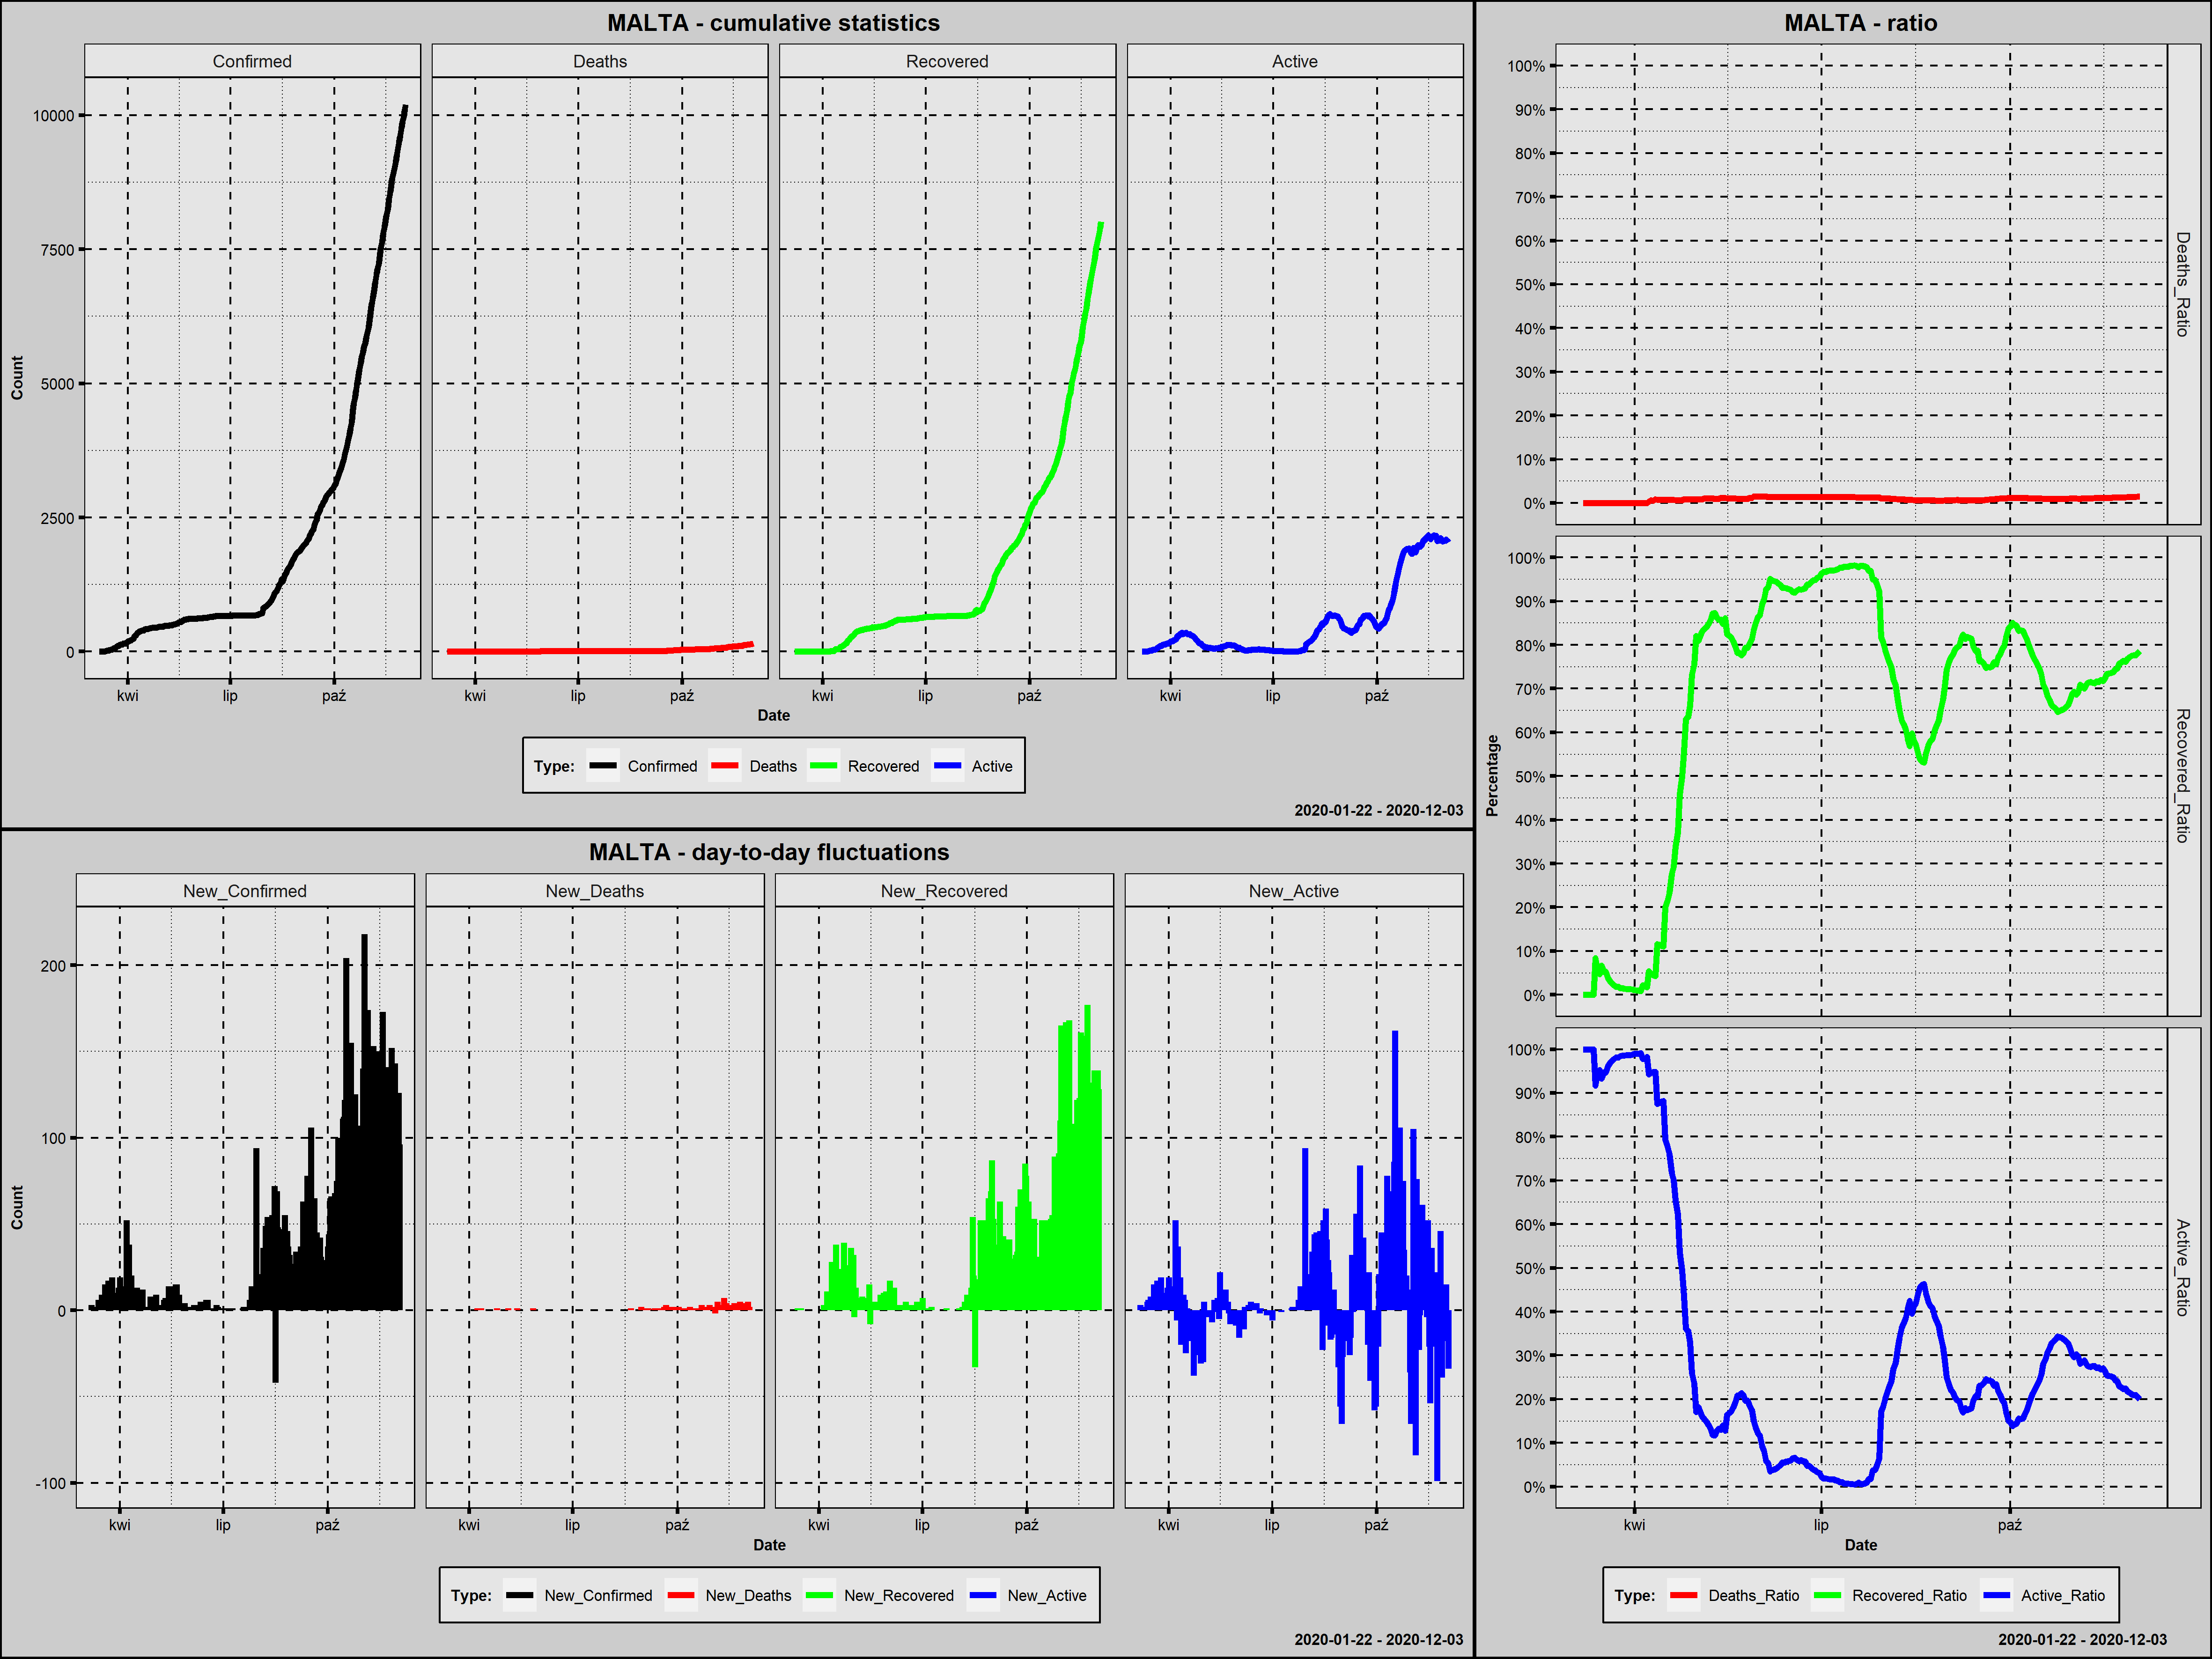 MALTA - cumulative statistics
Confirmed Deaths Recovered Active
Count
10000
7500
5000
2500
0
kwi lip paź kwi lip paź kwi lip paź kwi lip paź
Date
Type: Confirmed Deaths Recovered Active
2020-01-22 - 2020-12-03
MALTA - day-to-day fluctuations
New_Confirmed New_Deaths New_Recovered New_Active
Count
200
100
0
-100
kwi lip paź kwi lip paź kwi lip paź kwi lip paź
Date
Type: New_Confirmed New_Deaths New_Recovered New_Active
2020-01-22 - 2020-12-03
MALTA - ratio
Percentage
100%
90%
80%
70%
60%
50%
40%
30%
20%
10%
0%
Deaths_Ratio
100%
90%
80%
70%
60%
50%
40%
30%
20%
10%
0%
Recovered_Ratio
100%
90%
80%
70%
60%
50%
40%
30%
20%
10%
0%
Active_Ratio
kwi lip paź
Date
Type: Deaths_Ratio Recovered_Ratio Active_Ratio
2020-01-22 - 2020-12-03